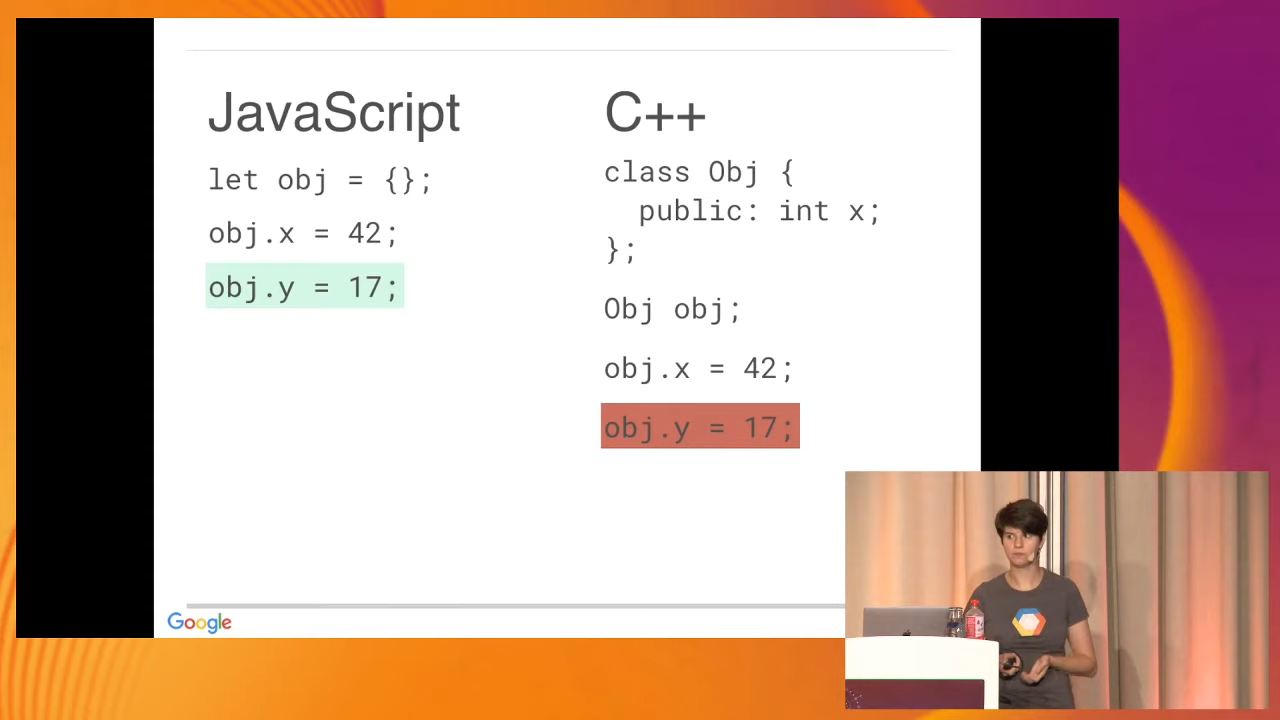 JavaScript
let obj = {};
obj.x = 42;
obj.y = 17;
C++
class Obj {
  public: int x;
};
Obj obj;
obj.x = 42;
obj.y = 17;
Google